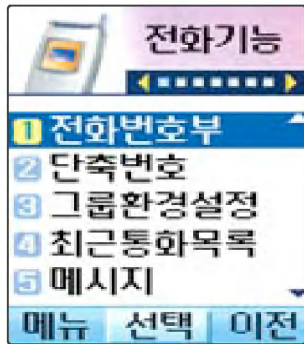 전화기능
1 전화번호부
2 단축번호
3 그룹환경설정
4 최근통화목록
5 메시지
메뉴 선택 이전